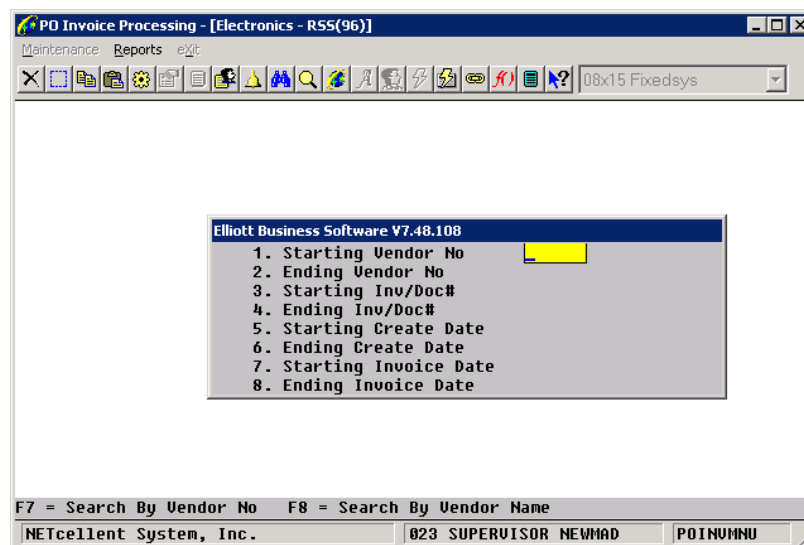 PO Invoice Processing - [Electronics - RSS(96)]
Maintenance Reports eXit
08x15 Fixedsys
Elliott Business Software V7.48.108
1. Starting Vendor No
2. Ending Vendor No
3. Starting Inv/Doc#
4. Ending Inv/Doc#
5. Starting Create Date
6. Ending Create Date
7. Starting Invoice Date
8. Ending Invoice Date
F7 = Search By Vendor No F8 = Search By Vendor Name
NETcellent System, Inc. 023 SUPERVISOR NEWMAD POINVMNU